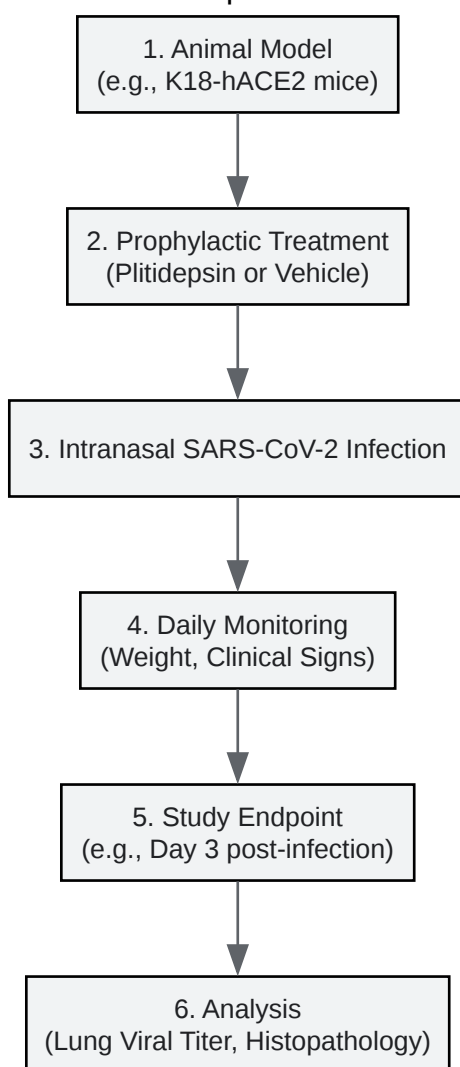 1. Animal Model
(e.g., K18-hACE2 mice)
2. Prophylactic Treatment
(Plitidepsin or Vehicle)
3. Intranasal SARS-CoV-2 Infection
4. Daily Monitoring
(Weight, Clinical Signs)
5. Study Endpoint
(e.g., Day 3 post-infection)
6. Analysis
(Lung Viral Titer, Histopathology)